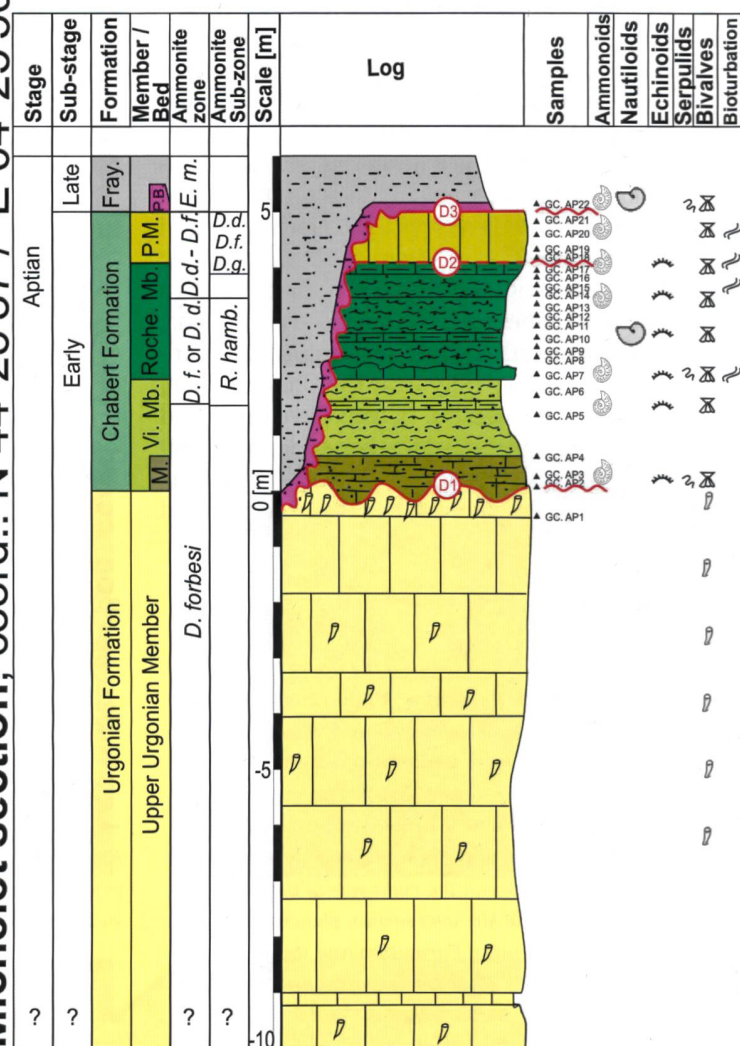 Stage
Sub-stage
Formation
Member /
Bed
Ammonite
zone
Ammonite
Sub-zone
Scale [m]
Log
Samples
Ammonoids
Nautiloids
Echinoids
Serpulids
Bivalves
Bioturbation
Aptian
?
Late
Early
?
Fray.
Chabert Formation
Urgonian Formation
P.B
P.M.
Roche. Mb.
Vi Mb.
M.
Upper Urgonian Member
E. m.
D.d.- D.f.
D. f. or D. d.
D. forbesi
?
D.d.
D.f.
D.g.
R. hamb.
?
5
0 [m]
-5
-10
D3
D2
D1
GC. AP22
GC. AP21
GC. AP20
GC. AP19
GC. AP18
GC. AP17
GC. AP16
GC. AP15
GC. AP14
GC. AP13
GC. AP12
GC. AP11
GC. AP10
GC. AP9
GC. AP8
GC. AP7
GC. AP6
GC. AP5
GC. AP4
GC. AP3
GC. AP2
GC. AP1